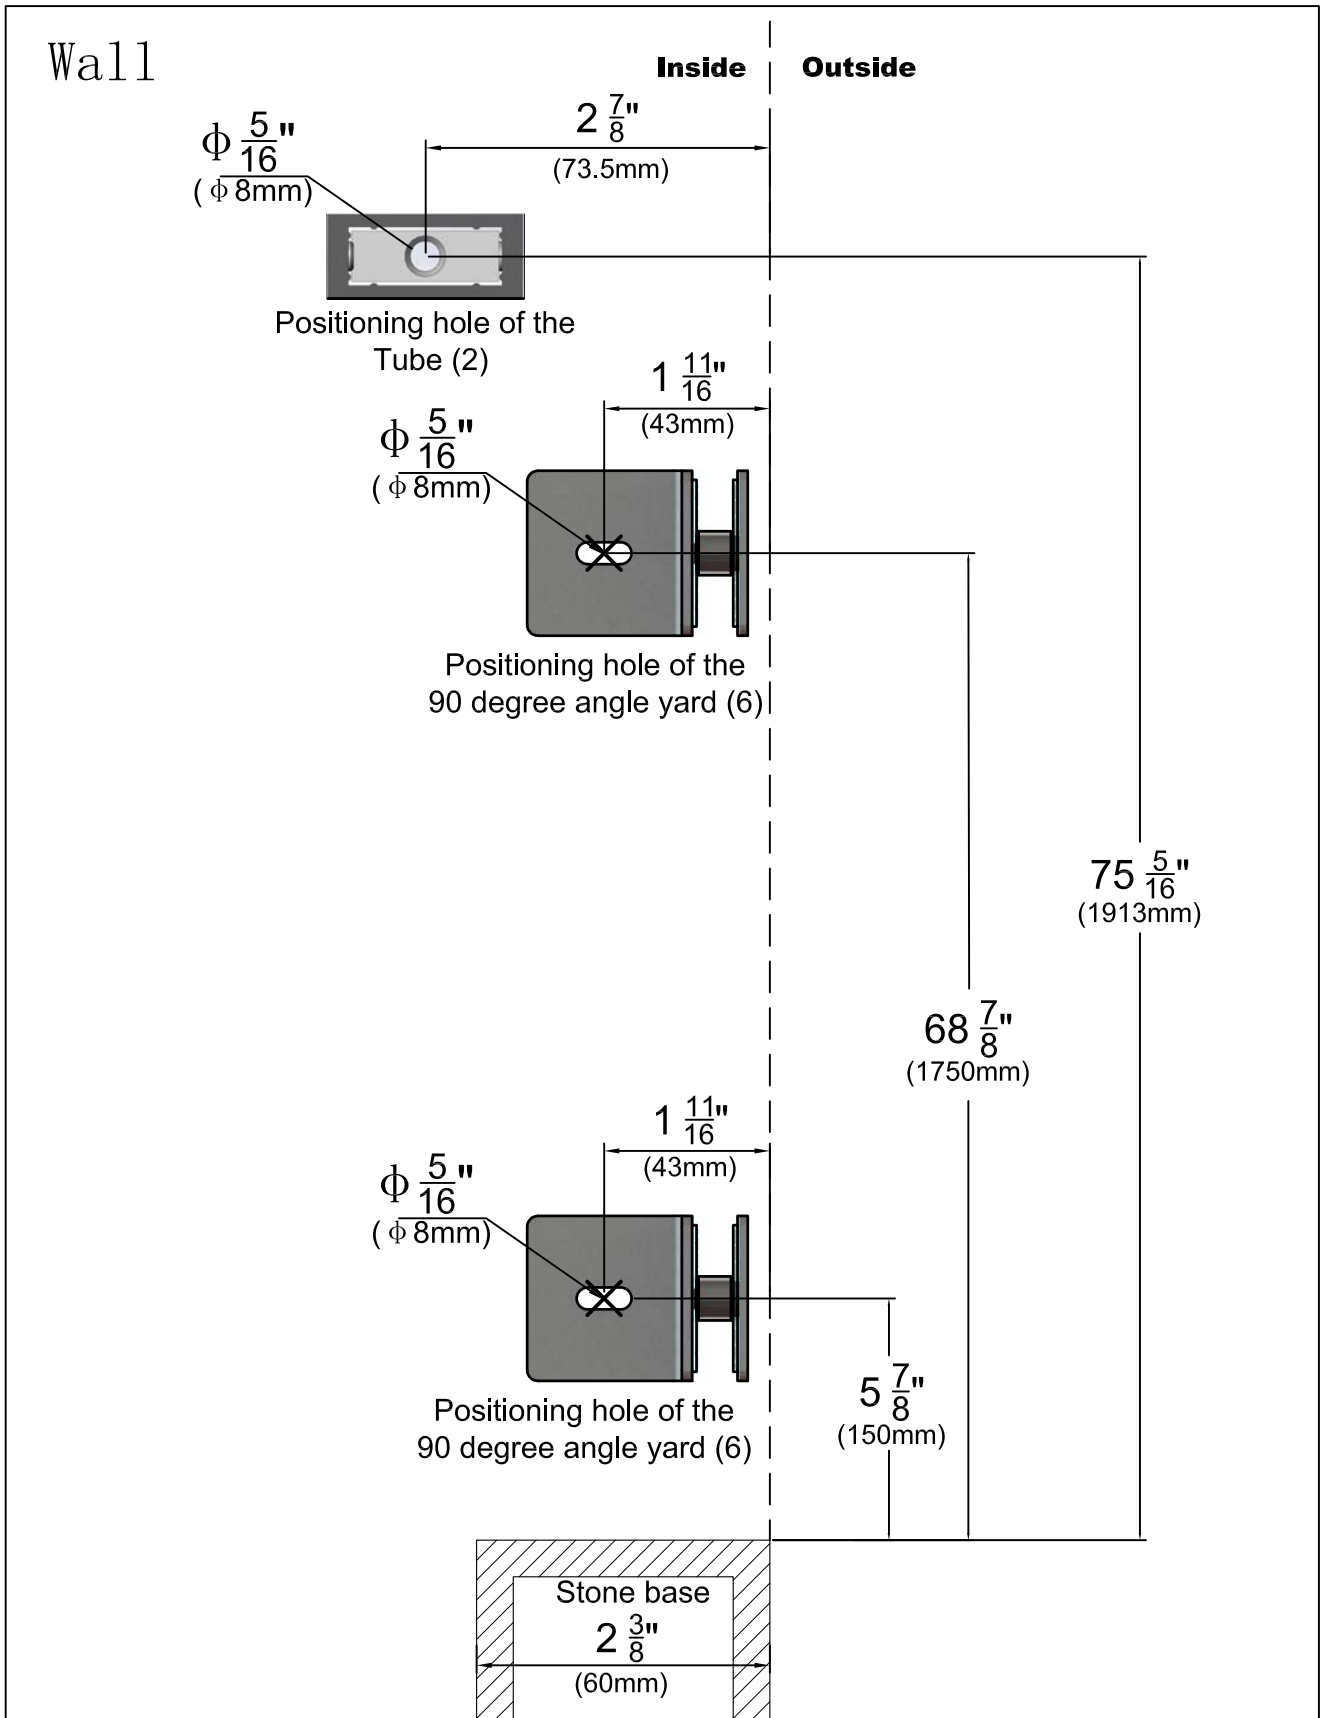 Wall
Inside
Outside
2 7/8"
(73.5mm)
ф 5/16"
(ф8mm)
Positioning hole of the
Tube (2)
1 11/16"
(43mm)
ф 5/16"
(ф8mm)
Positioning hole of the
90 degree angle yard (6)
75 5/16"
(1913mm)
68 7/8"
(1750mm)
1 11/16"
(43mm)
ф 5/16"
(ф8mm)
Positioning hole of the
90 degree angle yard (6)
5 7/8"
(150mm)
Stone base
2 3/8"
(60mm)